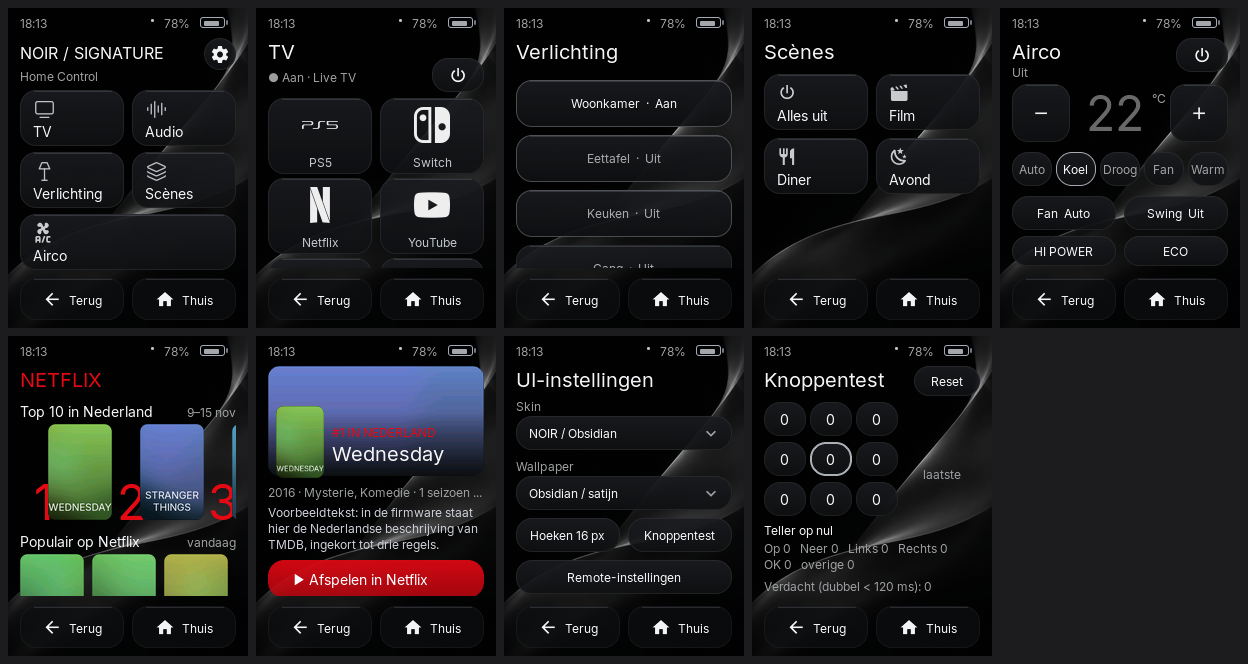 18:13 78%
NOIR / SIGNATURE
Home Control
TV
Audio
Verlichting
Scènes
A/C
Airco
Terug
Thuis
18:13 78%
TV
Aan · Live TV
PS5
PS5
Switch
N
Netflix
YouTube
Terug
Thuis
18:13 78%
Verlichting
Woonkamer · Aan
Eettafel · Uit
Keuken · Uit
Gang · Uit
Terug
Thuis
18:13 78%
Scènes
Alles uit
Film
Diner
Avond
Terug
Thuis
18:13 78%
Airco
Uit
− 22 °C +
Auto Koel Droog Fan Warm
Fan Auto
Swing Uit
HI POWER
ECO
Terug
Thuis
18:13 78%
NETFLIX
Top 10 in Nederland 9–15 nov
1
WEDNESDAY
2
STRANGER
THINGS
3
Populair op Netflix vandaag
Terug
Thuis
18:13 78%
WEDNESDAY
#1 IN NEDERLAND
Wednesday
2016 · Mysterie, Komedie · 1 seizoen ...
Voorbeeldtekst: in de firmware staat
hier de Nederlandse beschrijving van
TMDB, ingekort tot drie regels.
Afspelen in Netflix
Terug
Thuis
18:13 78%
UI-instellingen
Skin
NOIR / Obsidian
Wallpaper
Obsidian / satijn
Hoeken 16 px
Knoppentest
Remote-instellingen
Terug
Thuis
18:13 78%
Knoppentest
Reset
0 0 0
0 0 0
0 0 0
laatste
Teller op nul
Op 0 Neer 0 Links 0 Rechts 0
OK 0 overige 0
Verdacht (dubbel < 120 ms): 0
Terug
Thuis